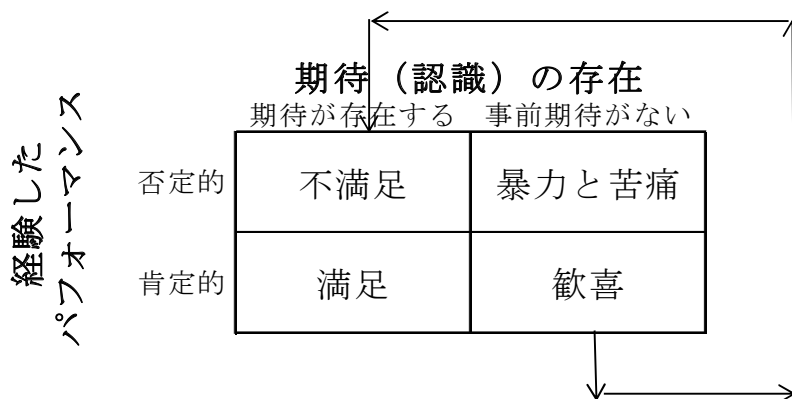 期待（認識）の存在
期待が存在する 事前期待がない
経験した
パフォーマンス
否定的 不満足 暴力と苦痛
肯定的 満足 歓喜